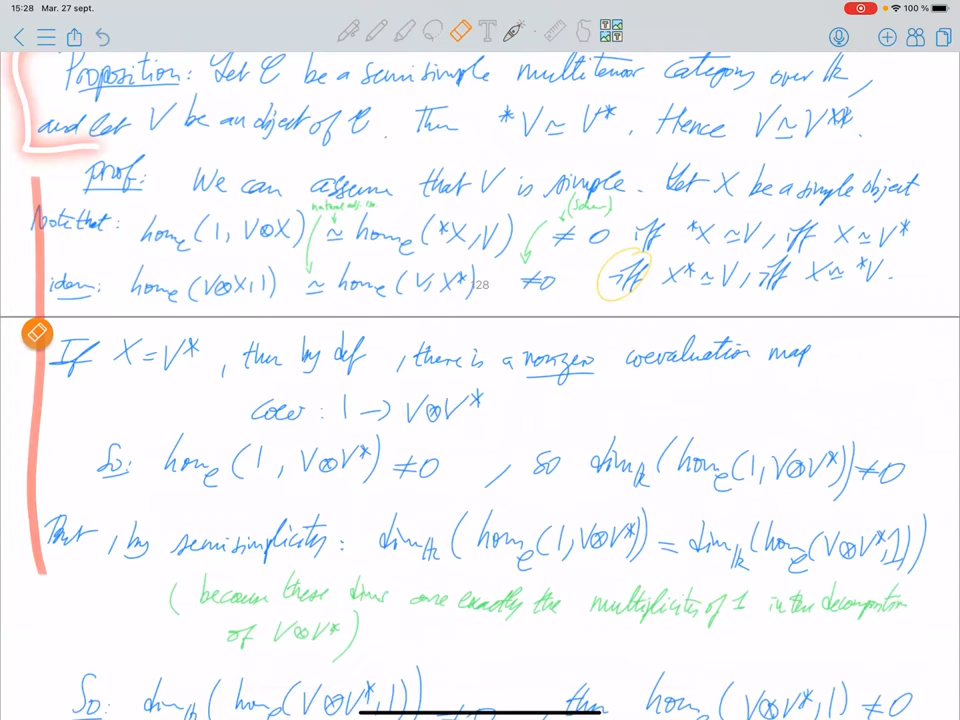 15:28 Mar. 27 sept.
100 %
Proposition: Let C be a semisimple multitensor category over k,
and let V be an object of C. Then *V ≃ V*. Hence V ≃ V**.
proof: We can assume that V is simple. Let X be a simple object
natural adj. iso. (Schur)
Note that: hom_C(1, V⊗X) ≃ hom_C(*X, V) ≠ 0 iff *X ≃ V, iff X ≃ V*
idem: hom_C(V⊗X, 1) ≃ hom_C(V, X*) ≠ 0 iff X* ≃ V, iff X ≃ *V.
128
If X = V*, then by def, there is a nonzero coevaluation map
coev: 1 → V⊗V*
So: hom_C(1, V⊗V*) ≠ 0, so dim_k(hom_C(1, V⊗V*)) ≠ 0
But, by semisimplicity: dim_k(hom_C(1, V⊗V*)) = dim_k(hom_C(V⊗V*, 1))
(because these dims are exactly the multiplicities of 1 in the decomposition
of V⊗V*)
So: dim_k(hom_C(V⊗V*, 1)) ≠ 0, then hom_C(V⊗V*, 1) ≠ 0